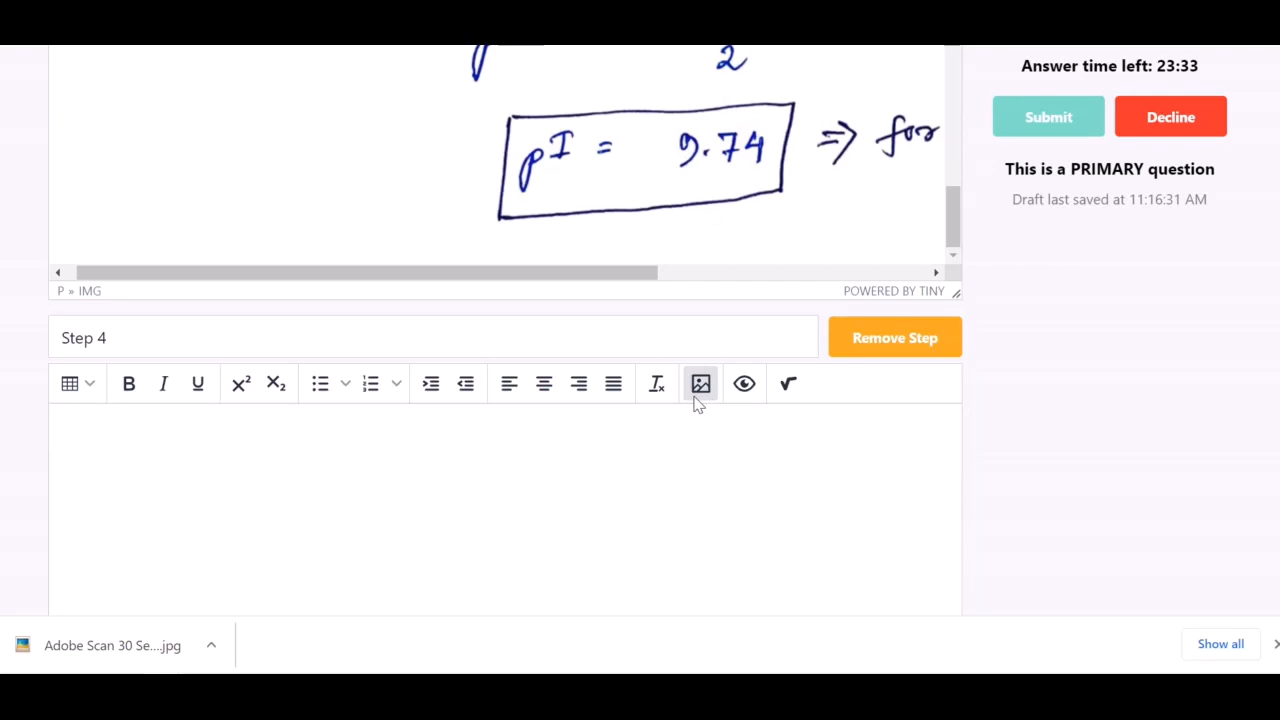 2
Answer time left: 23:33
Submit Decline
pI = 9.74 => for
This is a PRIMARY question
Draft last saved at 11:16:31 AM
P » IMG
POWERED BY TINY
Step 4
Remove Step
B I U X² X₂
Adobe Scan 30 Se....jpg
Show all